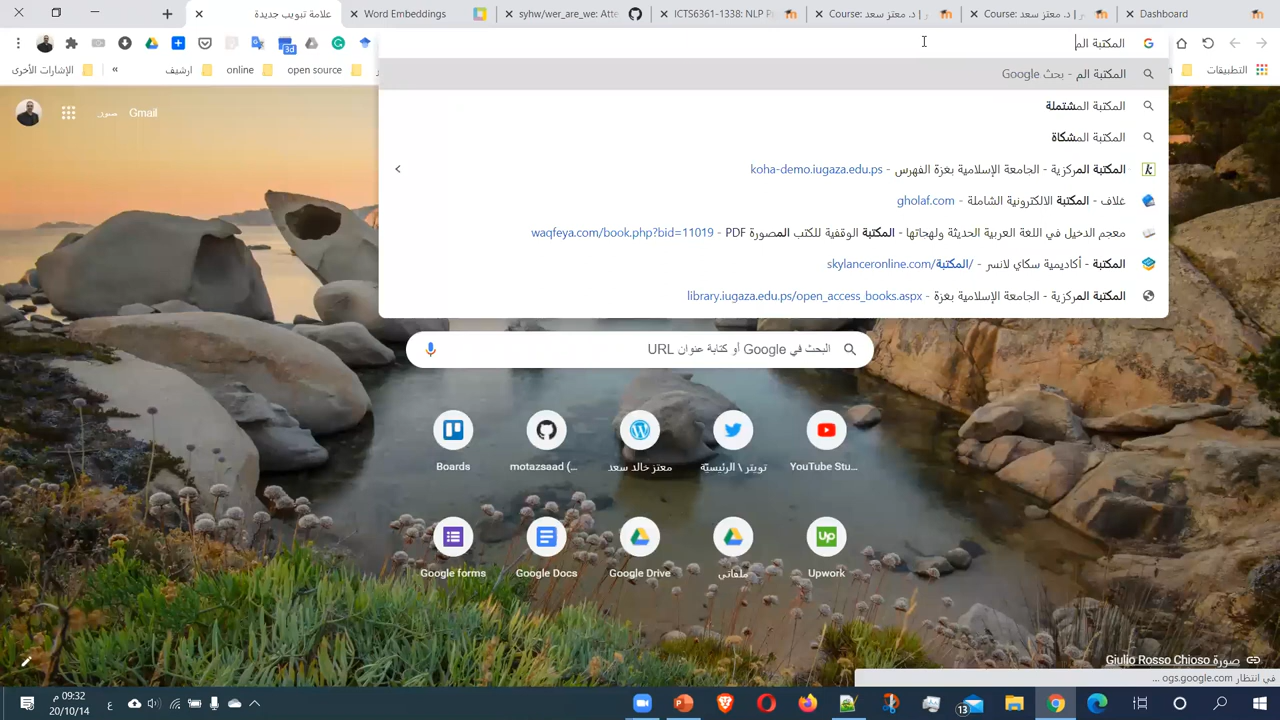 Dashboard
Course: د. معتز سعد | ر
Course: د. معتز سعد | ر
ICTS6361-1338: NLP
syhw/wer_are_we: Atte
Word Embeddings
علامة تبويب جديدة
المكتبة الم
التطبيقات
open source
online
ارشيف
»
الإشارات الأخرى
3d
المكتبة الم - بحث Google
المكتبة المشتملة
المكتبة المشكاة
المكتبة المركزية - الجامعة الإسلامية بغزة الفهرس - koha-demo.iugaza.edu.ps
غلاف - المكتبة الالكترونية الشاملة - gholaf.com
معجم الدخيل في اللغة العربية الحديثة ولهجاتها - المكتبة الوقفية للكتب المصورة PDF - waqfeya.com/book.php?bid=11019
المكتبة - أكاديمية سكاي لانسر - skylanceronline.com/المكتبة/
المكتبة المركزية - الجامعة الإسلامية بغزة - library.iugaza.edu.ps/open_access_books.aspx
Gmail
صور
البحث في Google أو كتابة عنوان URL
YouTube Stu...
تويتر \ الرئيسيّة
معتز خالد سعد
motazsaad (...
Boards
Upwork
ملفاتي
Google Drive
Google Docs
Google forms
صورة Giulio Rosso Chioso
في انتظار ogs.google.com ...
13
ع
09:32 م
20/10/14